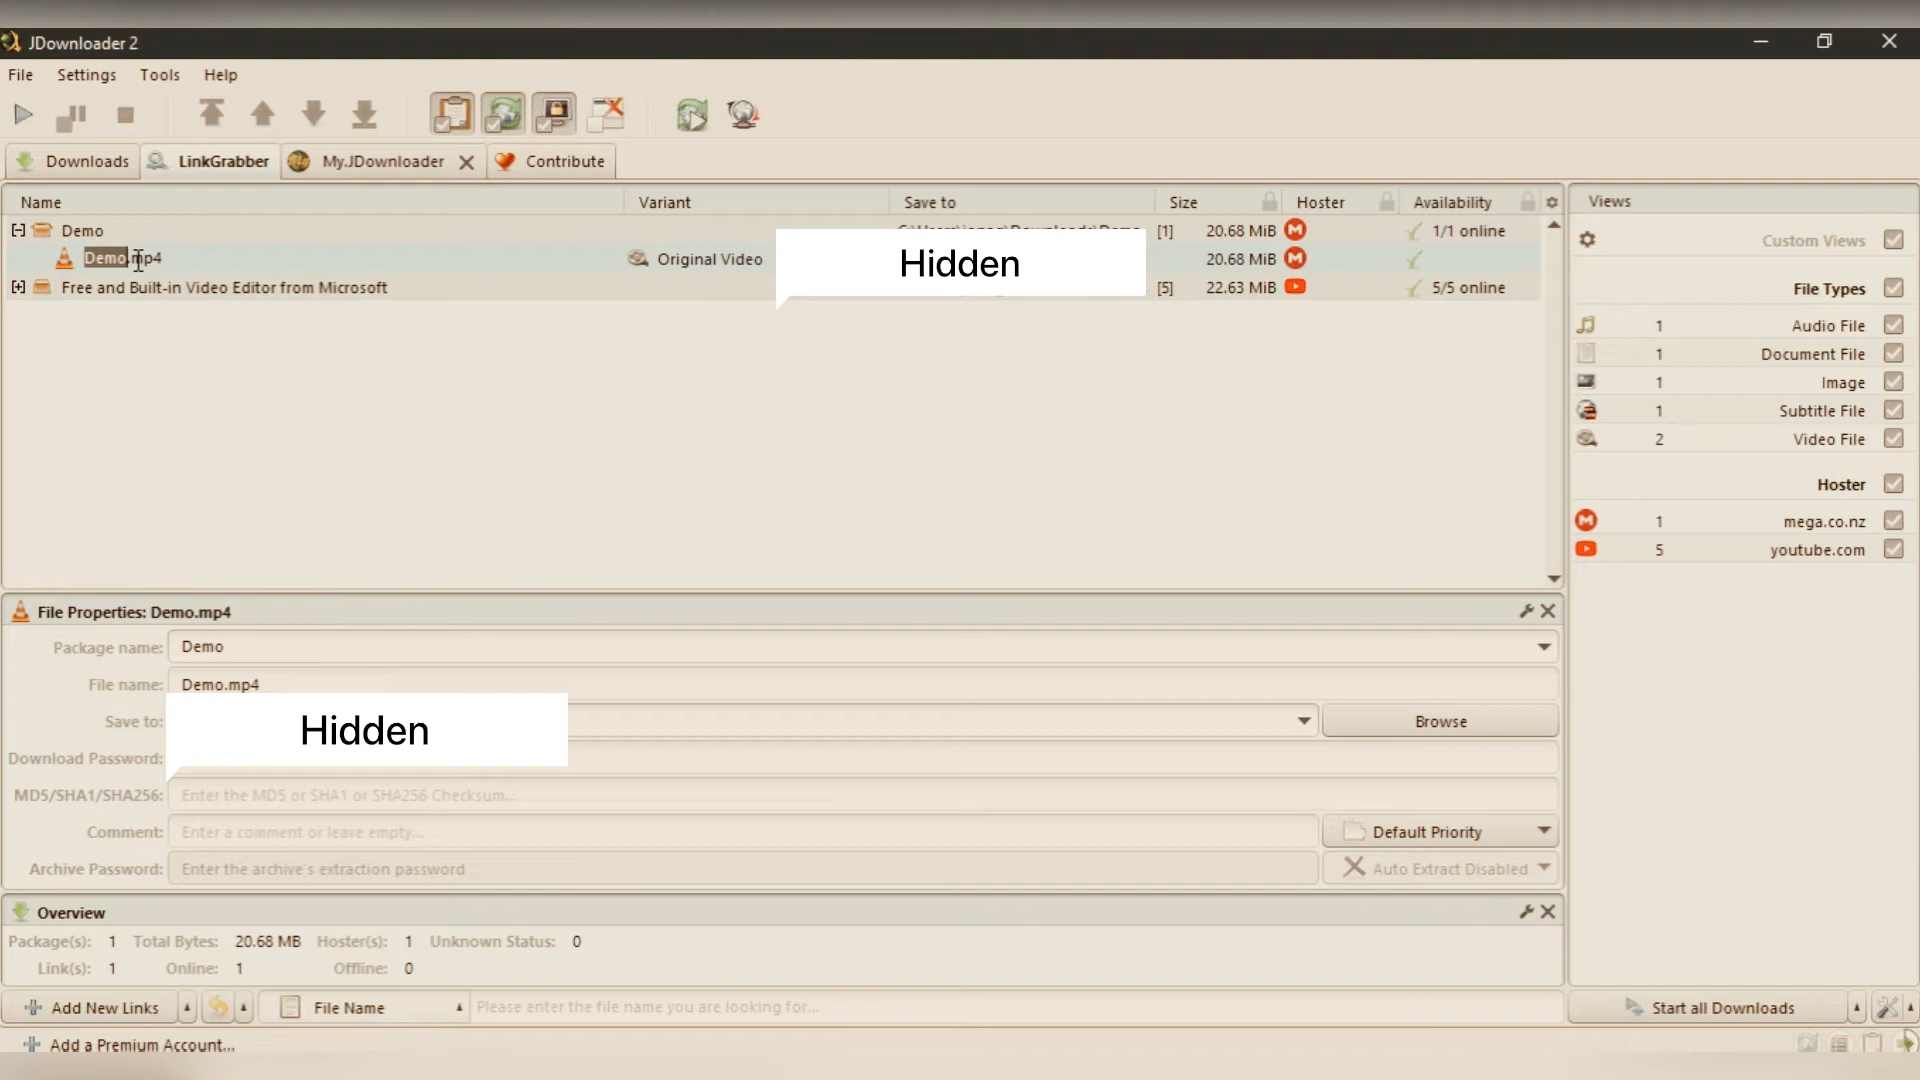 JDownloader 2
File Settings Tools Help
Downloads LinkGrabber My.JDownloader Contribute
Name Variant Save to Size Hoster Availability
Demo [1] 20.68 MiB 1/1 online
Demo.mp4 Original Video 20.68 MiB
Hidden
Free and Built-in Video Editor from Microsoft [5] 22.63 MiB 5/5 online
Views
Custom Views
File Types
1 Audio File
1 Document File
1 Image
1 Subtitle File
2 Video File
Hoster
1 mega.co.nz
5 youtube.com
File Properties: Demo.mp4
Package name: Demo
File name: Demo.mp4
Save to: Browse
Hidden
Download Password:
MD5/SHA1/SHA256: Enter the MD5 or SHA1 or SHA256 Checksum...
Comment: Enter a comment or leave empty... Default Priority
Archive Password: Enter the archive's extraction password Auto Extract Disabled
Overview
Package(s): 1 Total Bytes: 20.68 MB Hoster(s): 1 Unknown Status: 0
Link(s): 1 Online: 1 Offline: 0
Add New Links File Name Please enter the file name you are looking for... Start all Downloads
Add a Premium Account...